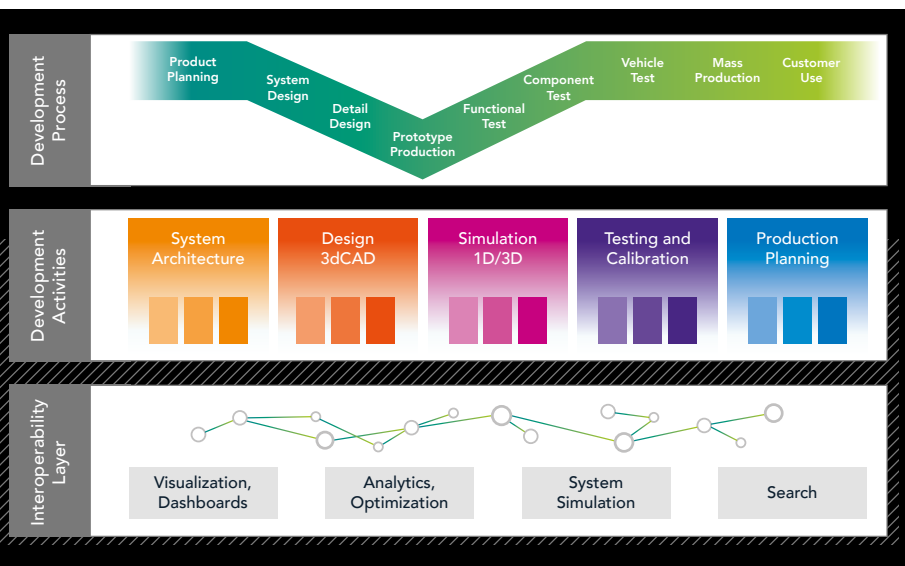 Development
Process
Product
Planning
System
Design
Detail
Design
Prototype
Production
Functional
Test
Component
Test
Vehicle
Test
Mass
Production
Customer
Use
Development
Activities
System
Architecture
Design
3dCAD
Simulation
1D/3D
Testing and
Calibration
Production
Planning
Interoperability
Layer
Visualization,
Dashboards
Analytics,
Optimization
System
Simulation
Search